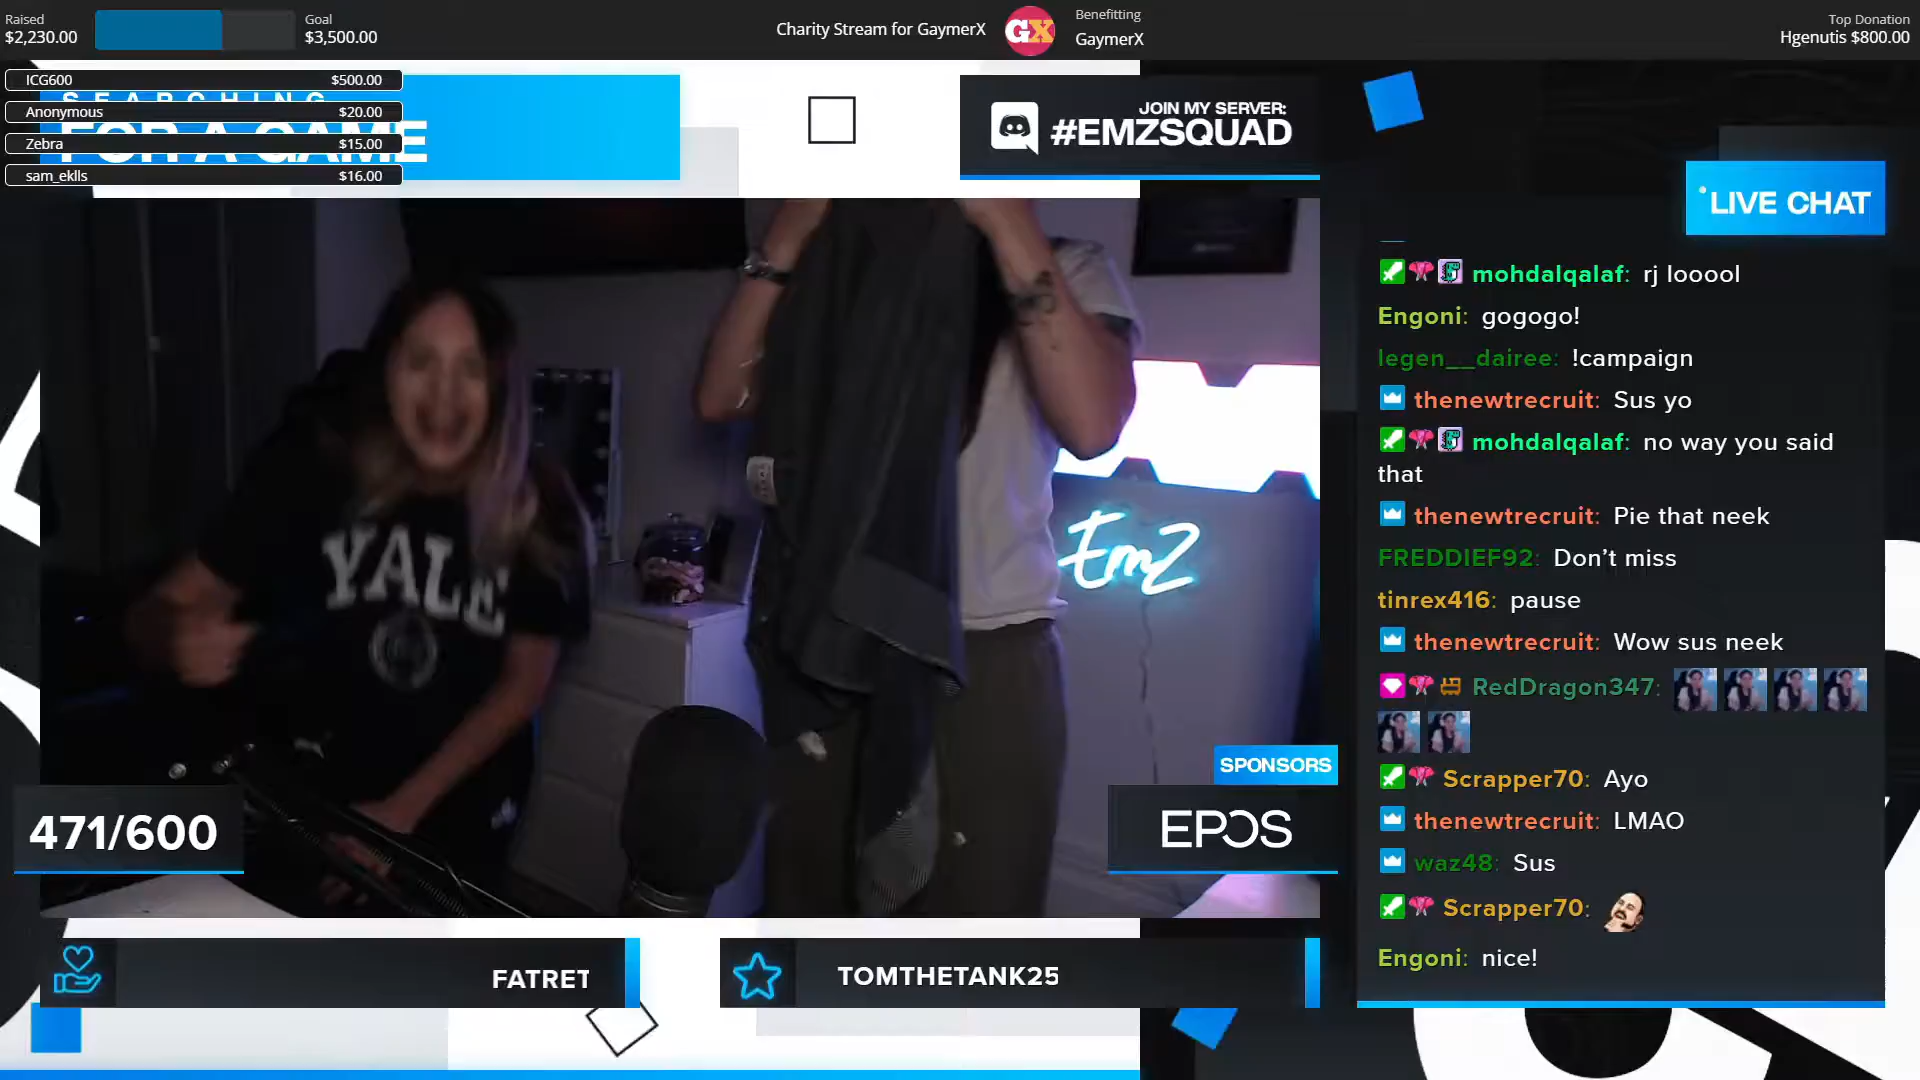 Raised
$2,230.00
Goal
$3,500.00
Charity Stream for GaymerX
GX
Benefitting
GaymerX
Top Donation
Hgenutis $800.00
ICG600 $500.00
SEARCHING
Anonymous $20.00
FOR A GAME
Zebra $15.00
sam_eklls $16.00
JOIN MY SERVER:
#EMZSQUAD
LIVE CHAT
mohdalqalaf: rj looool
Engoni: gogogo!
legen__dairee: !campaign
thenewtrecruit: Sus yo
mohdalqalaf: no way you said
that
thenewtrecruit: Pie that neek
FREDDIEF92: Don’t miss
tinrex416: pause
thenewtrecruit: Wow sus neek
RedDragon347:
Scrapper70: Ayo
thenewtrecruit: LMAO
waz48: Sus
Scrapper70:
Engoni: nice!
YALE
EmZ
SPONSORS
EPOS
471/600
FATRET
TOMTHETANK25